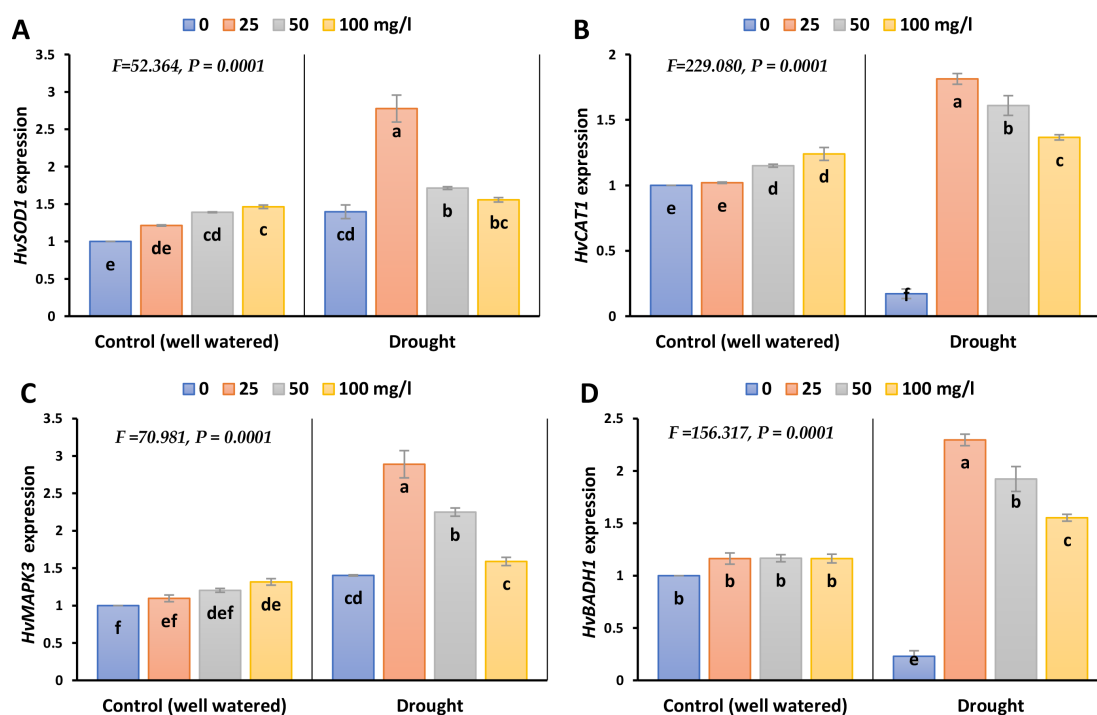 A
0 25 50 100 mg/l
HvSOD1 expression
3.5
3
2.5
2
1.5
1
0.5
0
F=52.364, P = 0.0001
e
de
cd
c
cd
a
b
bc
Control (well watered)
Drought
B
0 25 50 100 mg/l
HvCAT1 expression
2
1.5
1
0.5
0
F=229.080, P = 0.0001
e
e
d
d
f
a
b
c
Control (well watered)
Drought
C
0 25 50 100 mg/l
HvMAPK3 expression
3.5
3
2.5
2
1.5
1
0.5
0
F =70.981, P = 0.0001
f
ef
def
de
cd
a
b
c
Control (well watered)
Drought
D
0 25 50 100 mg/l
HvBADH1 expression
2.5
2
1.5
1
0.5
0
F =156.317, P = 0.0001
b
b
b
b
e
a
b
c
Control (well watered)
Drought